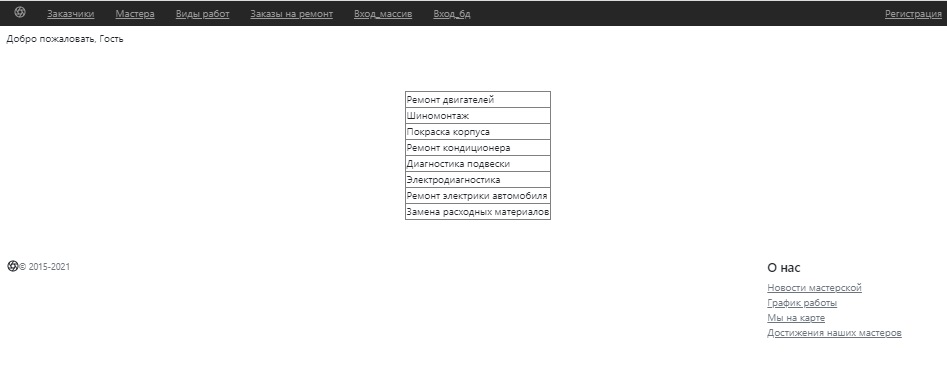 Заказчики Мастера Виды работ Заказы на ремонт Вход_массив Вход_бд Регистрация
Добро пожаловать, Гость
Ремонт двигателей
Шиномонтаж
Покраска корпуса
Ремонт кондиционера
Диагностика подвески
Электродиагностика
Ремонт электрики автомобиля
Замена расходных материалов
© 2015-2021
О нас
Новости мастерской
График работы
Мы на карте
Достижения наших мастеров